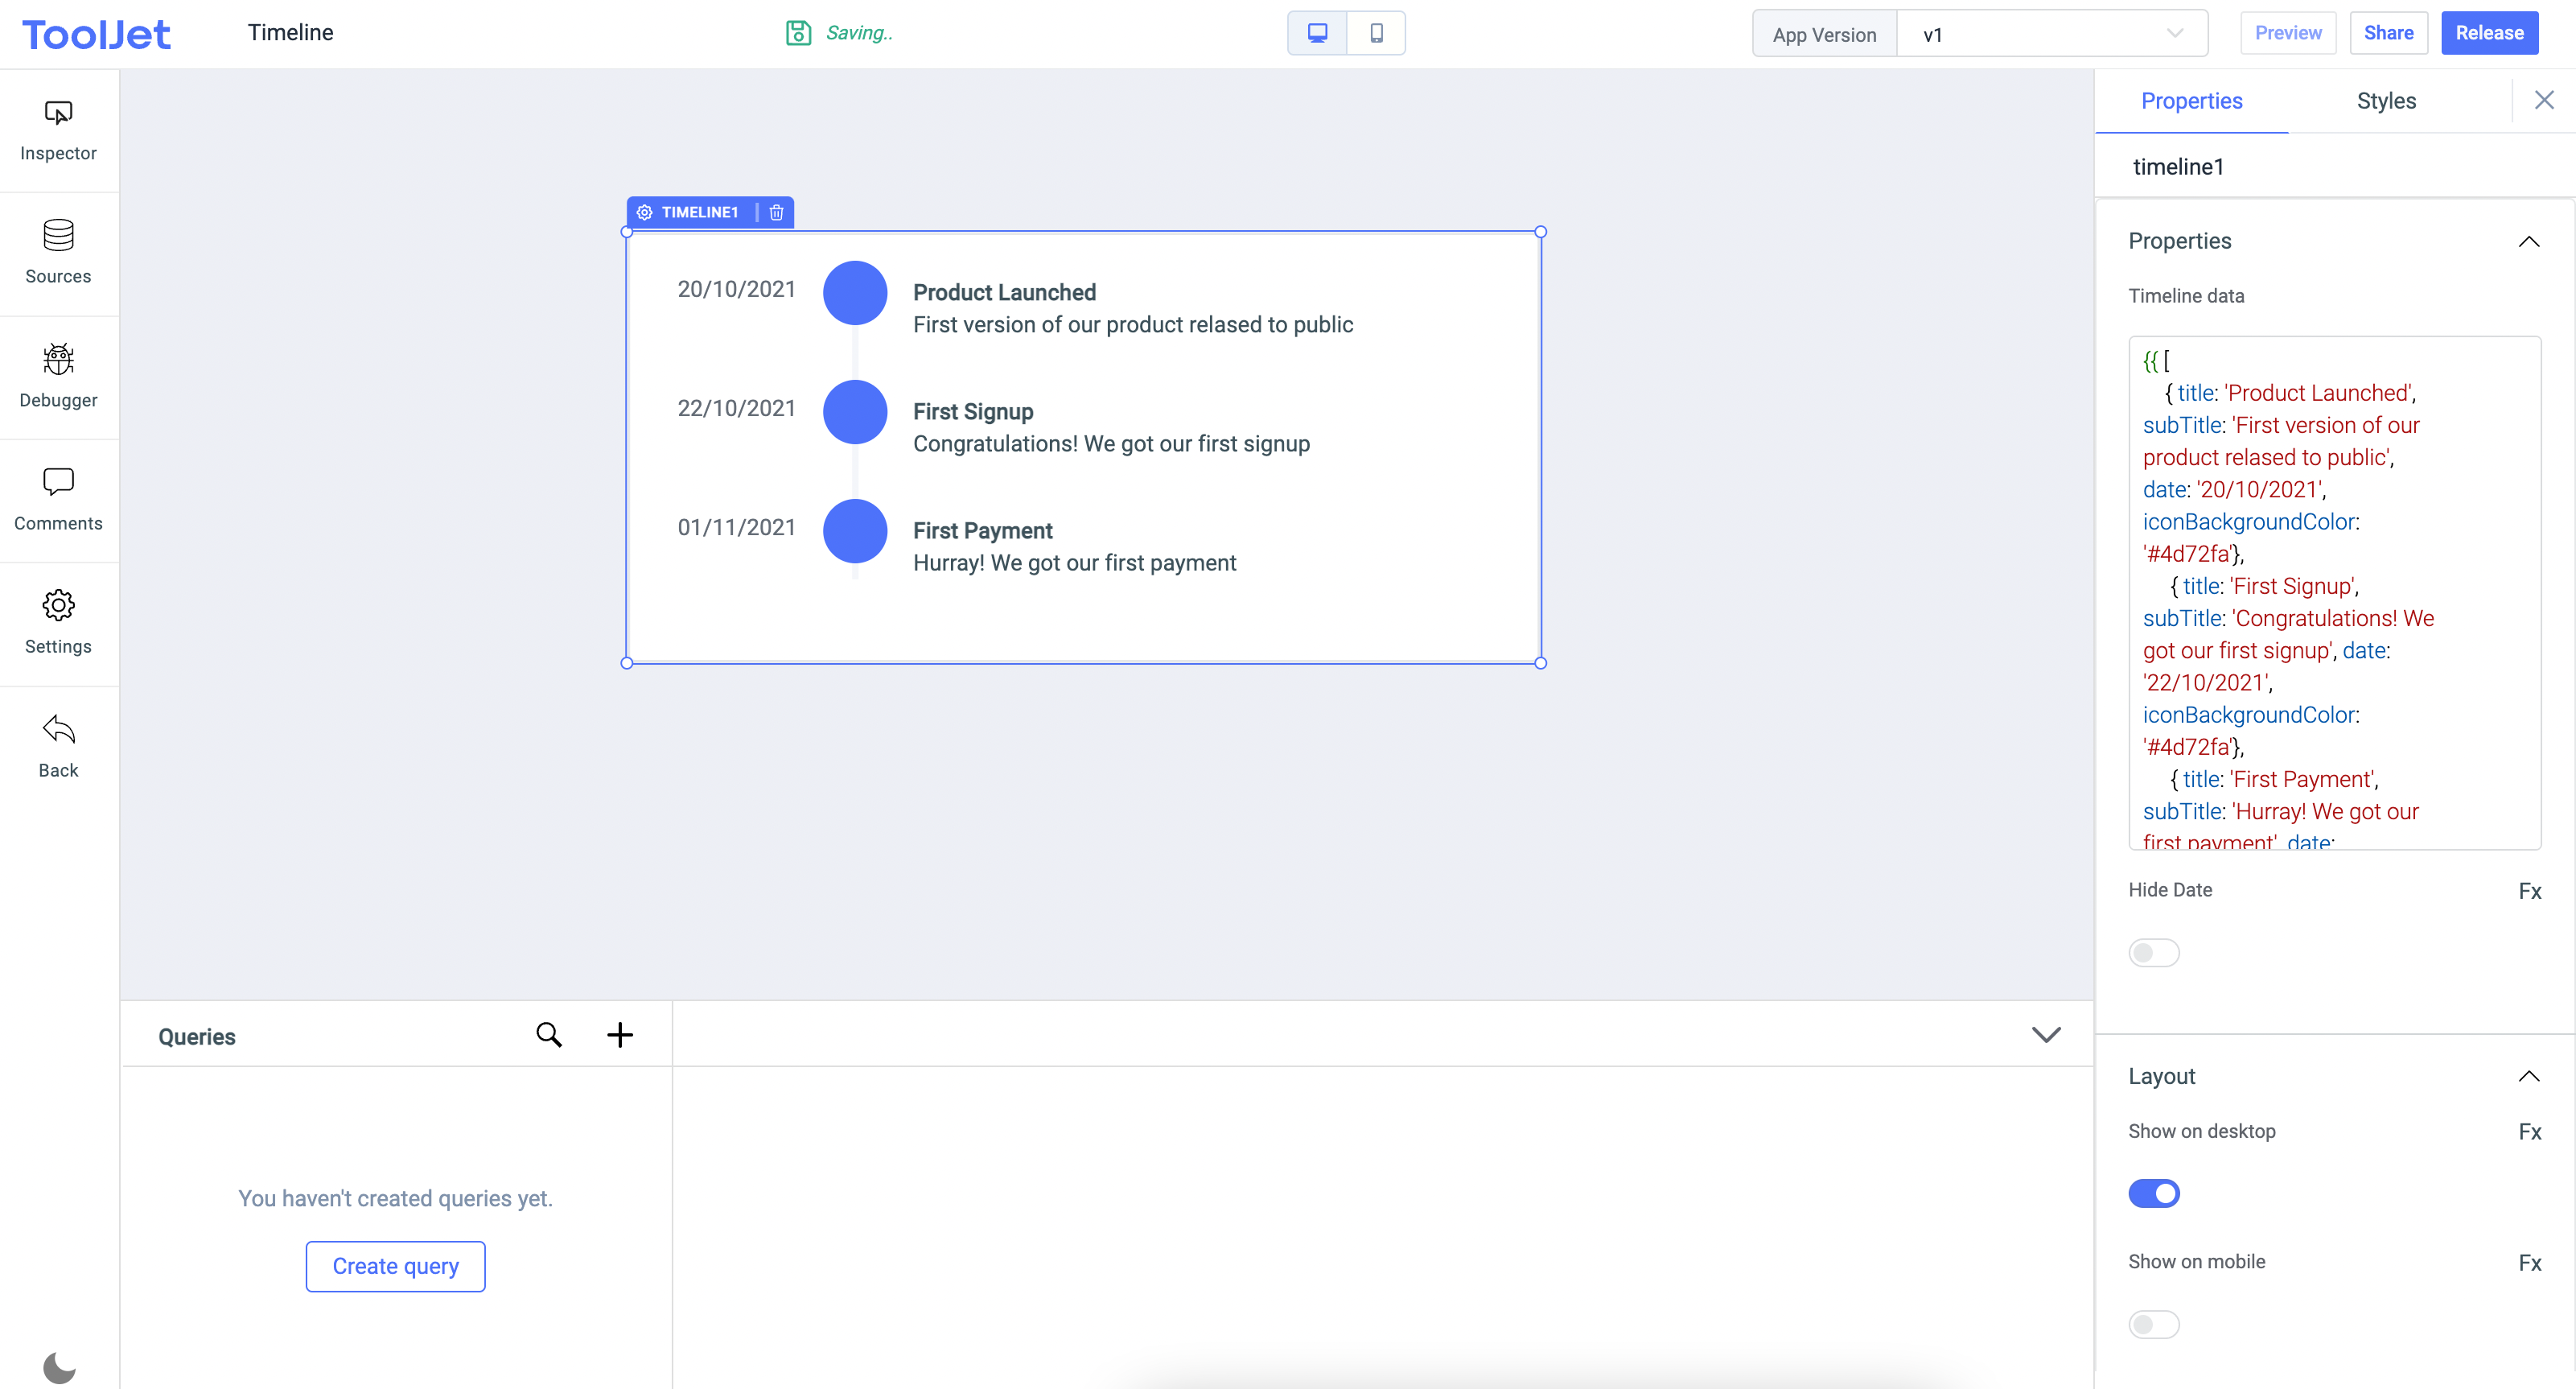 ToolJet
Timeline
Saving..
App Version
v1
Preview
Share
Release
Inspector
Sources
Debugger
Comments
Settings
Back
TIMELINE1
20/10/2021
Product Launched
First version of our product relased to public
22/10/2021
First Signup
Congratulations! We got our first signup
01/11/2021
First Payment
Hurray! We got our first payment
Queries
You haven't created queries yet.
Create query
Properties
Styles
timeline1
Properties
Timeline data
{{ [
{ title: 'Product Launched',
subTitle: 'First version of our
product relased to public',
date: '20/10/2021',
iconBackgroundColor:
'#4d72fa'},
{ title: 'First Signup',
subTitle: 'Congratulations! We
got our first signup', date:
'22/10/2021',
iconBackgroundColor:
'#4d72fa'},
{ title: 'First Payment',
subTitle: 'Hurray! We got our
first payment', date:
Hide Date
Fx
Layout
Show on desktop
Fx
Show on mobile
Fx